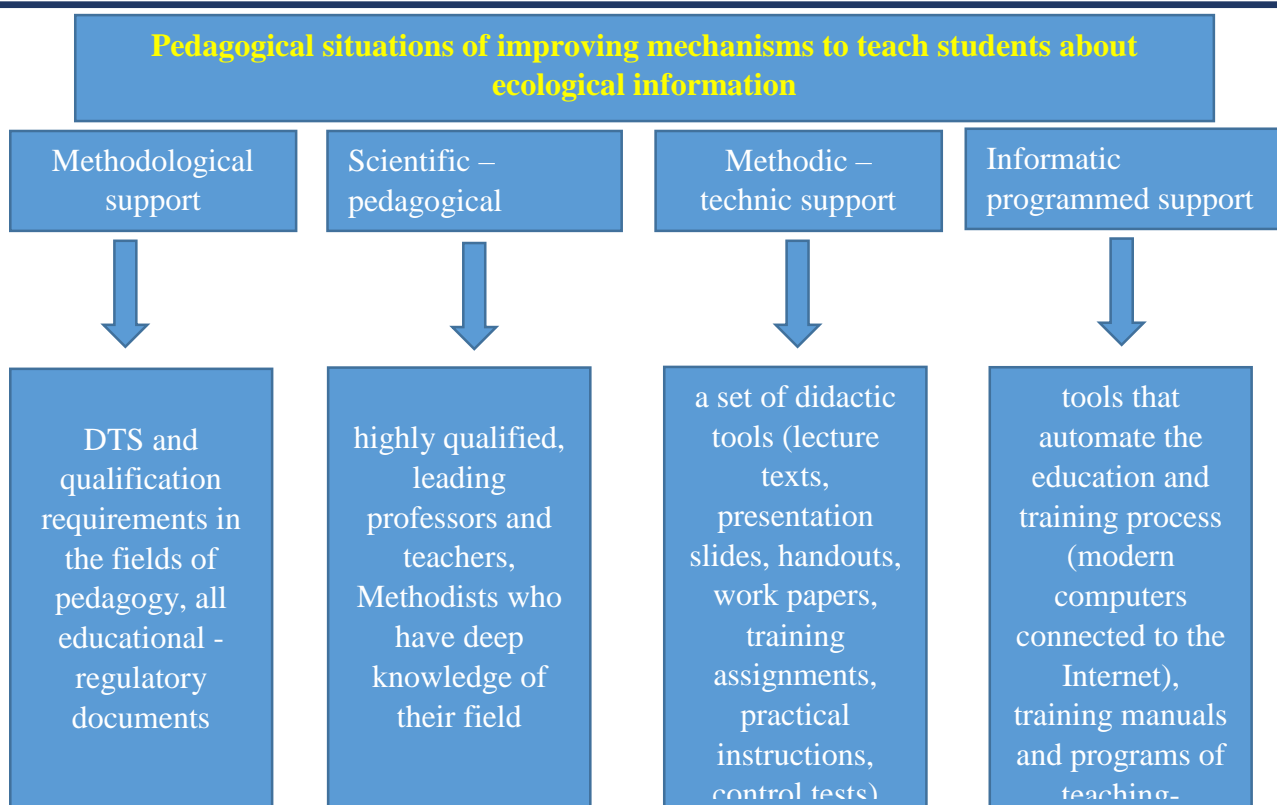 Pedagogical situations of improving mechanisms to teach students about
ecological information
Methodological
support
Scientific –
pedagogical
Methodic –
technic support
Informatic
programmed support
DTS and
qualification
requirements in
the fields of
pedagogy, all
educational -
regulatory
documents
highly qualified,
leading
professors and
teachers,
Methodists who
have deep
knowledge of
their field
a set of didactic
tools (lecture
texts,
presentation
slides, handouts,
work papers,
training
assignments,
practical
instructions,
control tests)
tools that
automate the
education and
training process
(modern
computers
connected to the
Internet),
training manuals
and programs of
teaching-